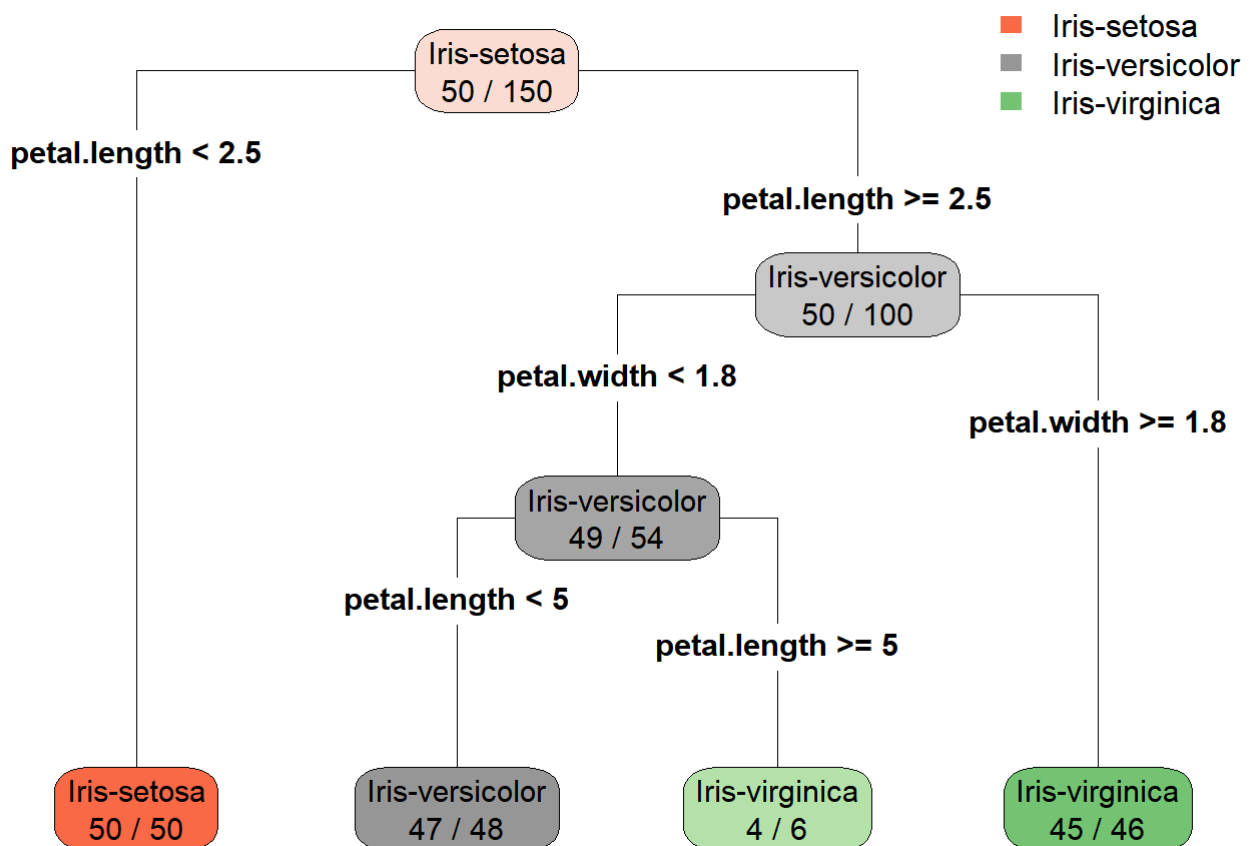 Iris-setosa
50 / 150
Iris-setosa
Iris-versicolor
Iris-virginica
petal.length < 2.5
petal.length >= 2.5
Iris-versicolor
50 / 100
petal.width < 1.8
petal.width >= 1.8
Iris-versicolor
49 / 54
petal.length < 5
petal.length >= 5
Iris-setosa
50 / 50
Iris-versicolor
47 / 48
Iris-virginica
4 / 6
Iris-virginica
45 / 46